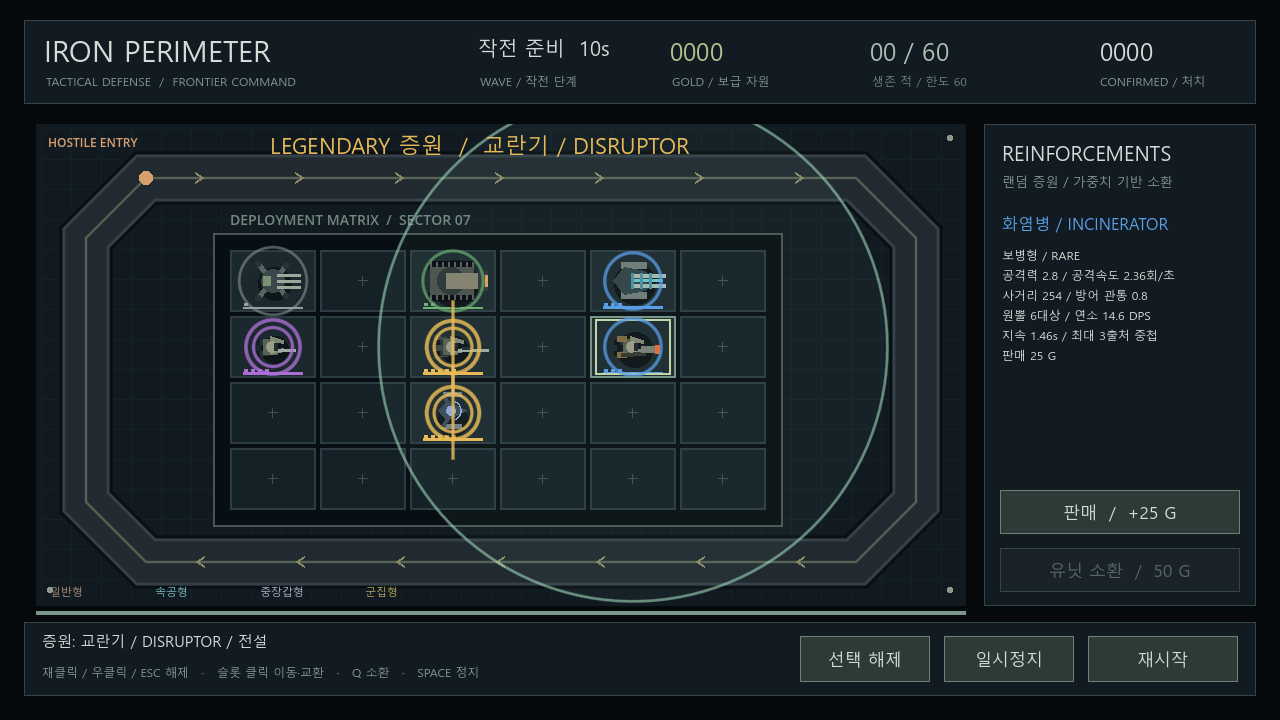 IRON PERIMETER
TACTICAL DEFENSE / FRONTIER COMMAND
작전 준비 10s
WAVE / 작전 단계
0000
GOLD / 보급 자원
00 / 60
생존 적 / 한도 60
0000
CONFIRMED / 처치
HOSTILE ENTRY
LEGENDARY 증원 / 교란기 / DISRUPTOR
DEPLOYMENT MATRIX / SECTOR 07
일반형
속공형
중장갑형
군집형
REINFORCEMENTS
랜덤 증원 / 가중치 기반 소환
화염병 / INCINERATOR
보병형 / RARE
공격력 2.8 / 공격속도 2.36회/초
사거리 254 / 방어 관통 0.8
원뿔 6대상 / 연소 14.6 DPS
지속 1.46s / 최대 3출처 중첩
판매 25 G
판매 / +25 G
유닛 소환 / 50 G
증원: 교란기 / DISRUPTOR / 전설
재클릭 / 우클릭 / ESC 해제 · 슬롯 클릭 이동·교환 · Q 소환 · SPACE 정지
선택 해제
일시정지
재시작